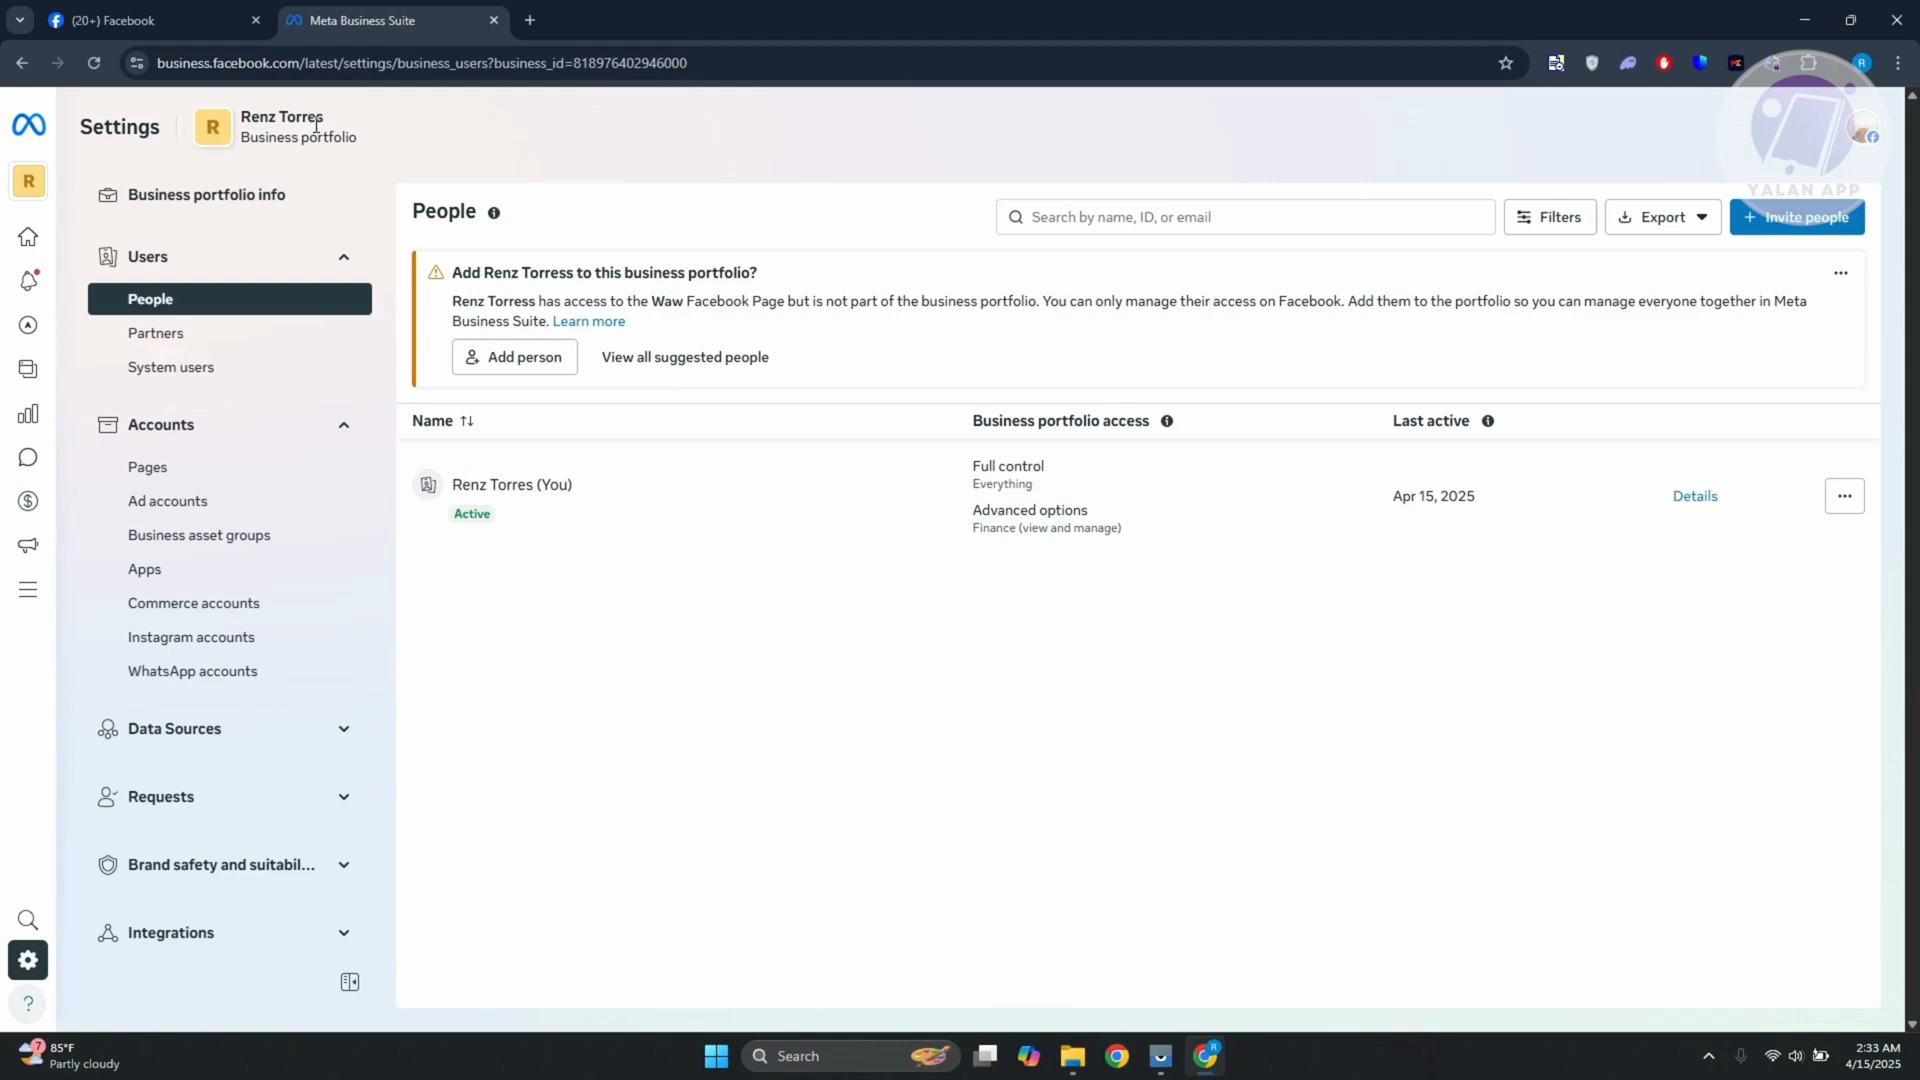 (20+) Facebook
Meta Business Suite
business.facebook.com/latest/settings/business_users?business_id=818976402946000
R
Settings
R
Renz Torres
Business portfolio
YALAN APP
R
Business portfolio info
Users
People
Partners
System users
Accounts
Pages
Ad accounts
Business asset groups
Apps
Commerce accounts
Instagram accounts
WhatsApp accounts
Data Sources
Requests
Brand safety and suitabil...
Integrations
People
Search by name, ID, or email
Filters
Export
+ Invite people
Add Renz Torress to this business portfolio?
Renz Torress has access to the Waw Facebook Page but is not part of the business portfolio. You can only manage their access on Facebook. Add them to the portfolio so you can manage everyone together in Meta
Business Suite. Learn more
Add person
View all suggested people
Name
Business portfolio access
Last active
Renz Torres (You)
Active
Full control
Everything
Advanced options
Finance (view and manage)
Apr 15, 2025
Details
7
85°F
Partly cloudy
Search
R
2:33 AM
4/15/2025